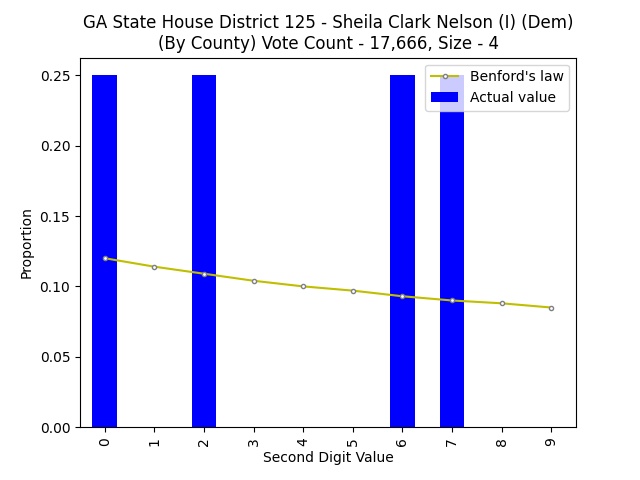 GA State House District 125 - Sheila Clark Nelson (I) (Dem)
(By County) Vote Count - 17,666, Size - 4
Benford's law
Actual value
0.25
0.20
0.15
0.10
0.05
0.00
Proportion
0 1 2 3 4 5 6 7 8 9
Second Digit Value